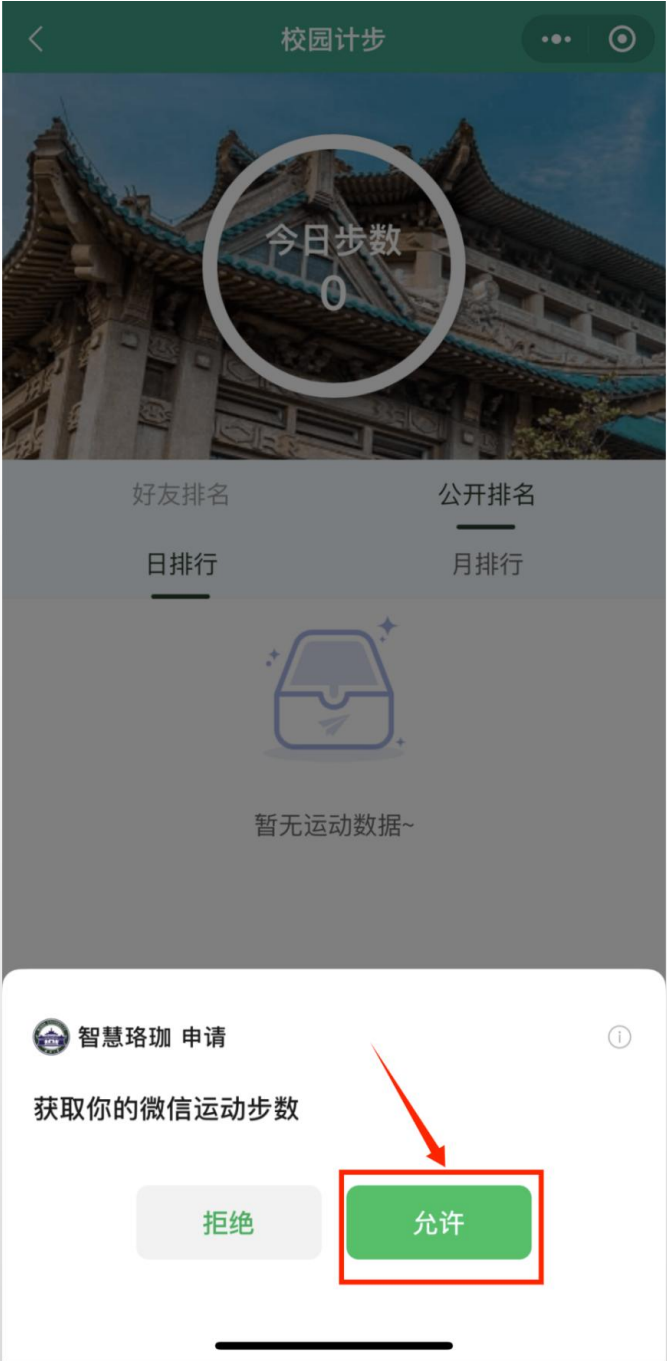 校园计步
今日步数
0
好友排名 公开排名
日排行 月排行
暂无运动数据~
智慧珞珈 申请
获取你的微信运动步数
拒绝 允许